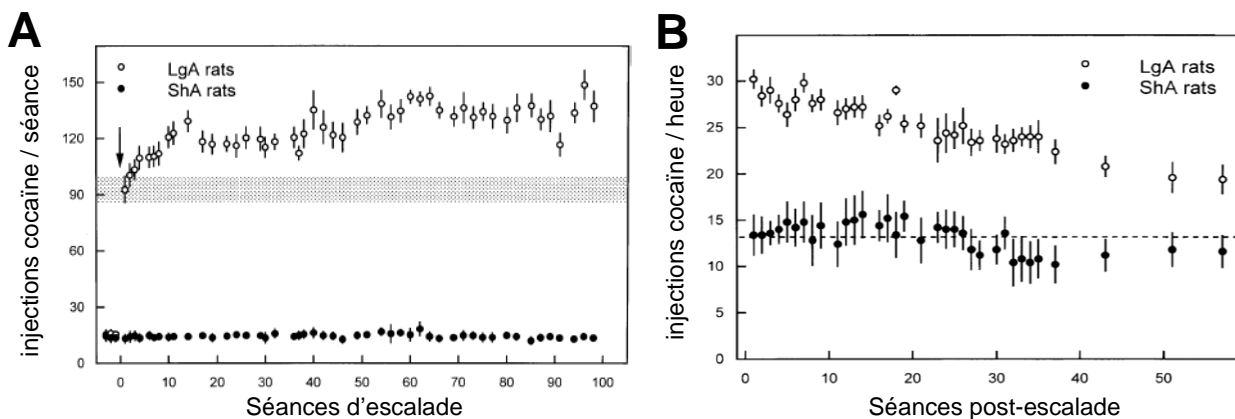 A
injections cocaïne / séance
150
120
90
60
30
0
LgA rats
ShA rats
0 10 20 30 40 50 60 70 80 90 100
Séances d'escalade
B
injections cocaïne / heure
30
25
20
15
10
5
0
LgA rats
ShA rats
0 10 20 30 40 50
Séances post-escalade